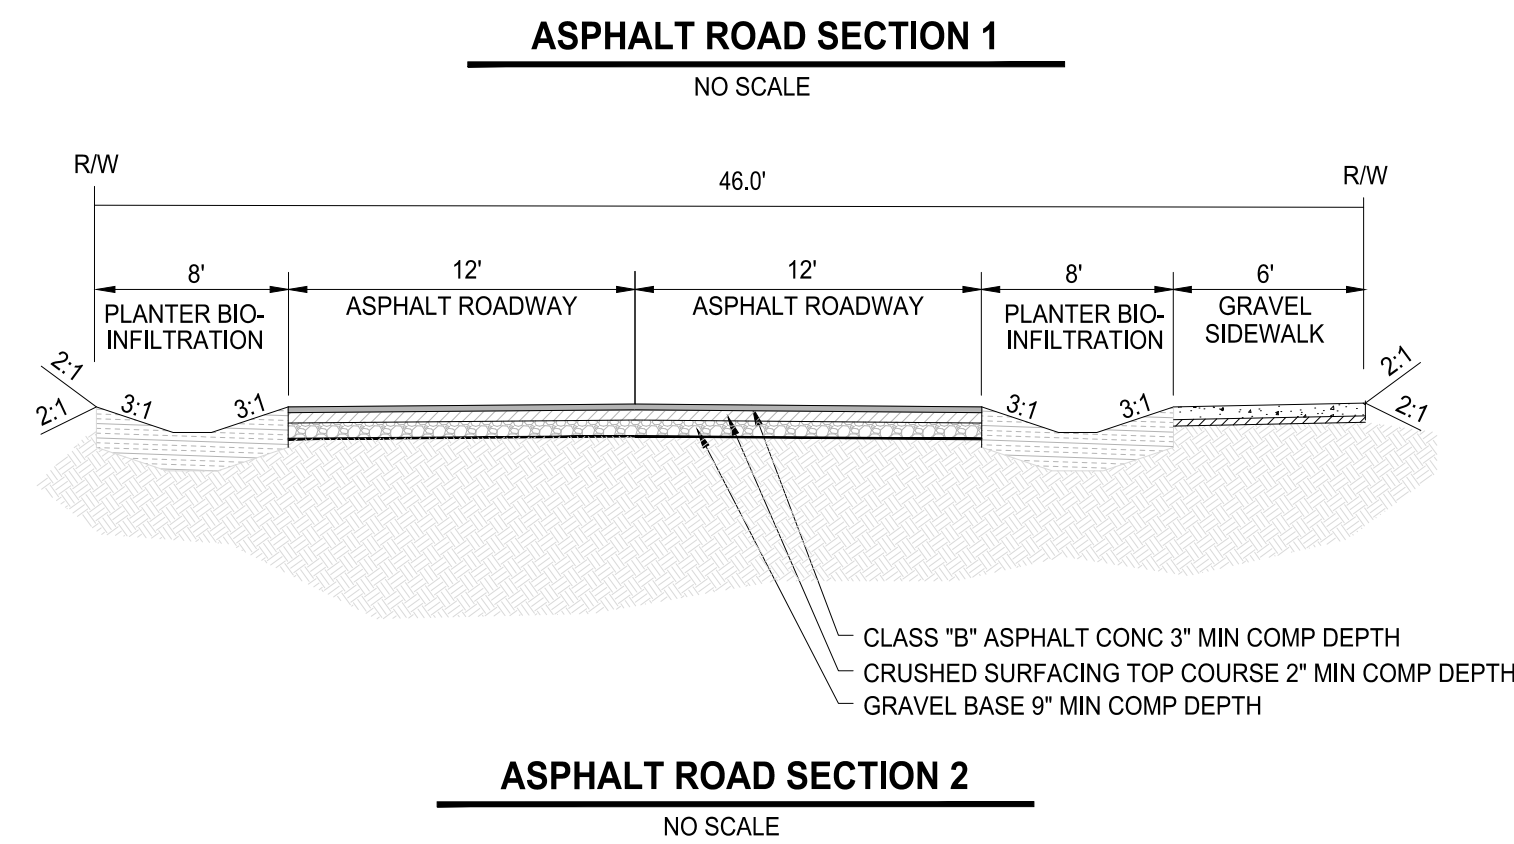 ASPHALT ROAD SECTION 1
NO SCALE
R/W
46.0'
R/W
8'
12'
12'
8'
6'
PLANTER BIO-
INFILTRATION
ASPHALT ROADWAY
ASPHALT ROADWAY
PLANTER BIO-
INFILTRATION
GRAVEL
SIDEWALK
2:1
2:1
3:1
3:1
3:1
3:1
2:1
2:1
CLASS "B" ASPHALT CONC 3" MIN COMP DEPTH
CRUSHED SURFACING TOP COURSE 2" MIN COMP DEPTH
GRAVEL BASE 9" MIN COMP DEPTH
ASPHALT ROAD SECTION 2
NO SCALE